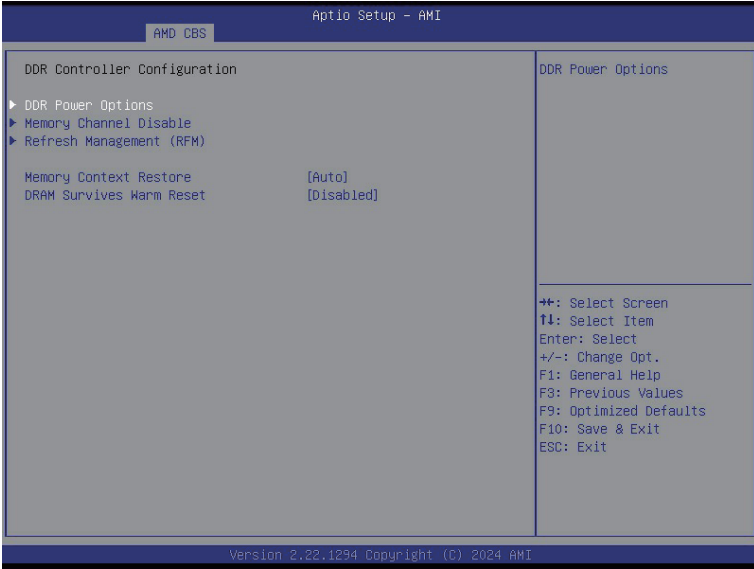 Aptio Setup – AMI
AMD CBS
DDR Controller Configuration
DDR Power Options
Memory Channel Disable
Refresh Management (RFM)
Memory Context Restore [Auto]
DRAM Survives Warm Reset [Disabled]
DDR Power Options
→←: Select Screen
↑↓: Select Item
Enter: Select
+/-: Change Opt.
F1: General Help
F3: Previous Values
F9: Optimized Defaults
F10: Save & Exit
ESC: Exit
Version 2.22.1294 Copyright (C) 2024 AMI